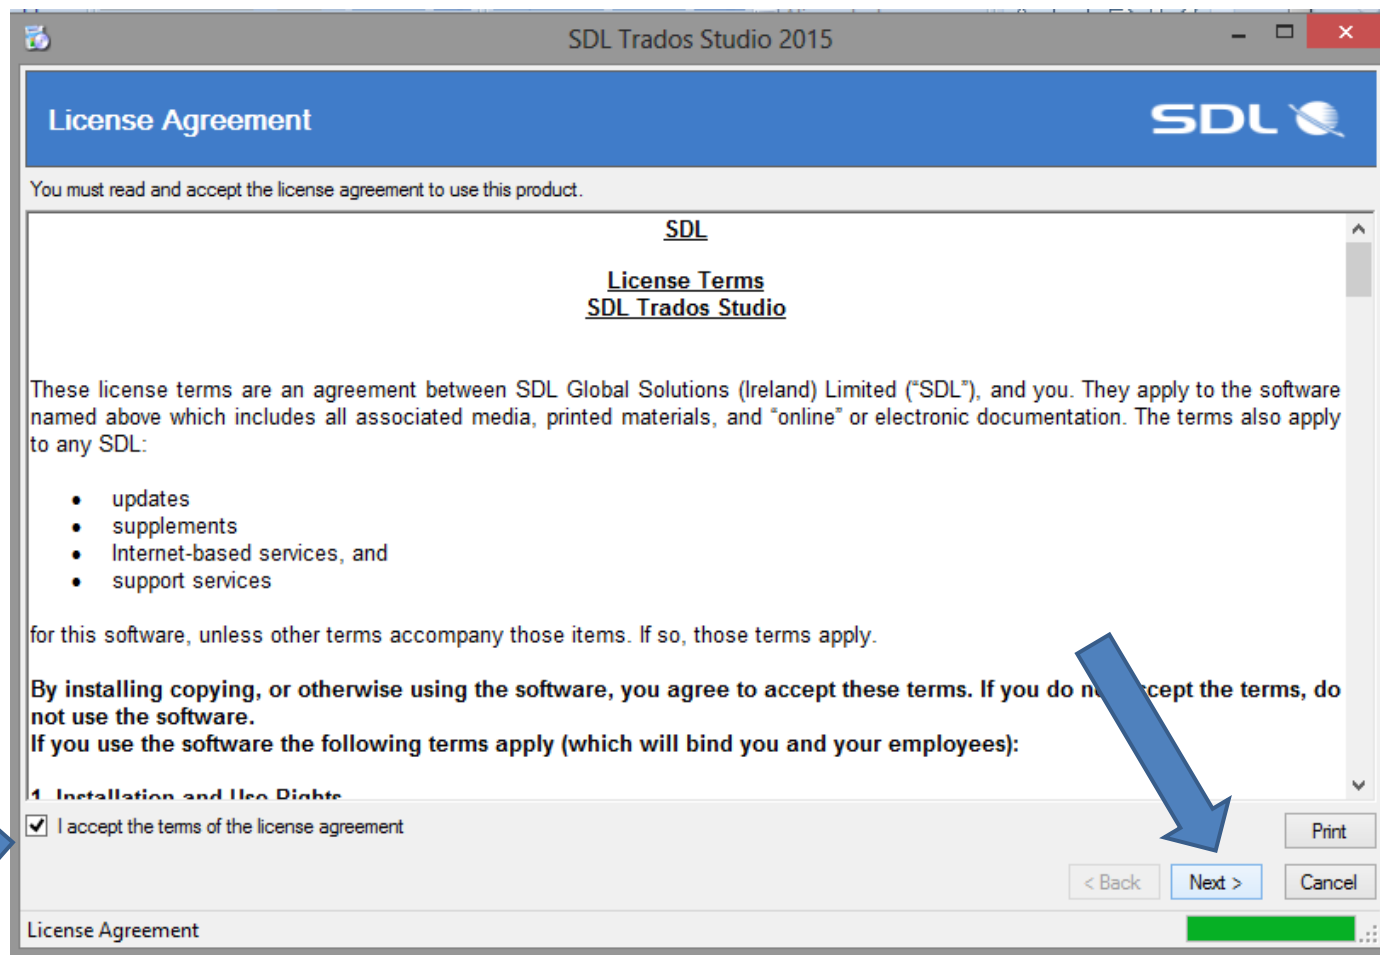 SDL Trados Studio 2015
License Agreement
SDL
You must read and accept the license agreement to use this product.
SDL
License Terms
SDL Trados Studio
These license terms are an agreement between SDL Global Solutions (Ireland) Limited (“SDL”), and you. They apply to the software
named above which includes all associated media, printed materials, and “online” or electronic documentation. The terms also apply
to any SDL:
• updates
• supplements
• Internet-based services, and
• support services
for this software, unless other terms accompany those items. If so, those terms apply.
By installing copying, or otherwise using the software, you agree to accept these terms. If you do not accept the terms, do
not use the software.
If you use the software the following terms apply (which will bind you and your employees):
1. Installation and Use Rights
I accept the terms of the license agreement
Print
< Back
Next >
Cancel
License Agreement